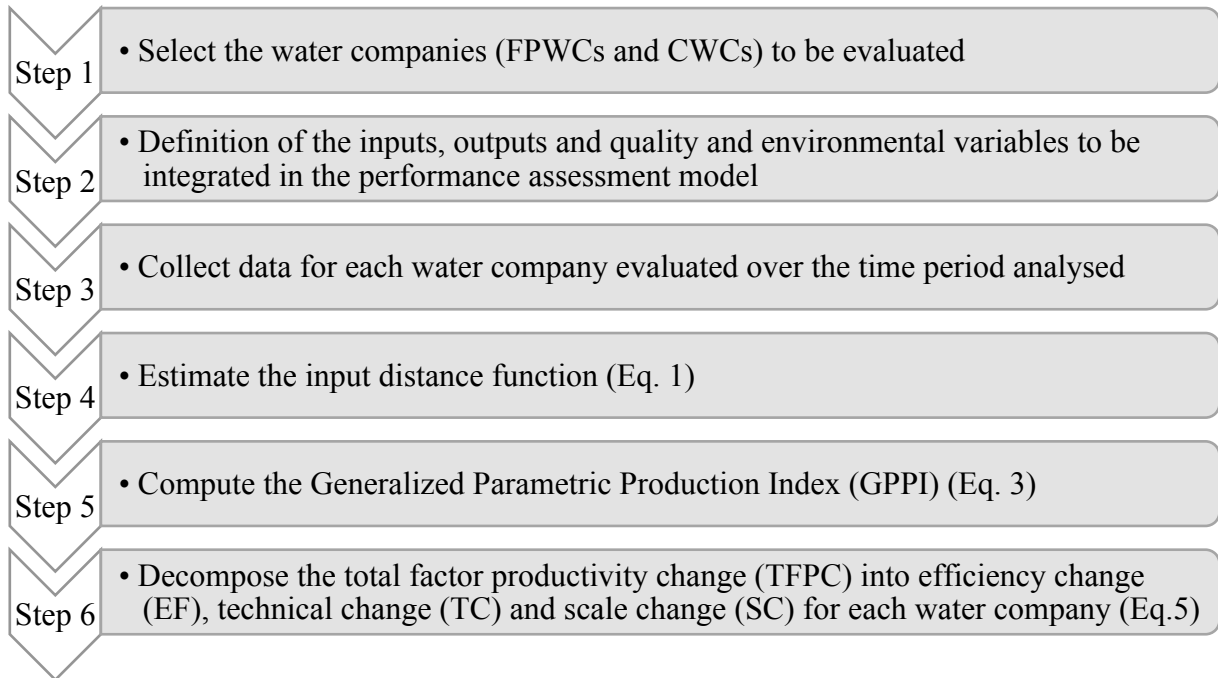 Step 1
• Select the water companies (FPWCs and CWCs) to be evaluated
Step 2
• Definition of the inputs, outputs and quality and environmental variables to be
integrated in the performance assessment model
Step 3
• Collect data for each water company evaluated over the time period analysed
Step 4
• Estimate the input distance function (Eq. 1)
Step 5
• Compute the Generalized Parametric Production Index (GPPI) (Eq. 3)
Step 6
• Decompose the total factor productivity change (TFPC) into efficiency change
(EF), technical change (TC) and scale change (SC) for each water company (Eq.5)